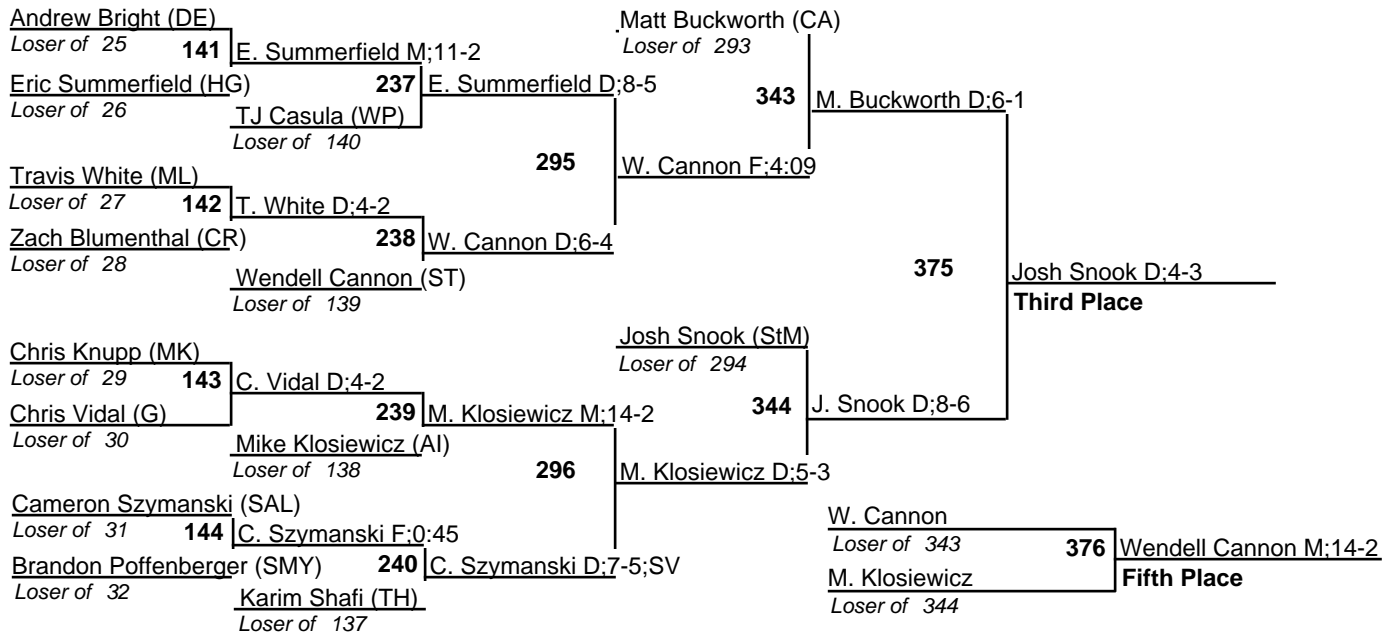 Andrew Bright (DE)
Loser of 25
141
E. Summerfield M;11-2
Eric Summerfield (HG)
Loser of 26
237
E. Summerfield D;8-5
TJ Casula (WP)
Loser of 140
295
W. Cannon F;4:09
Travis White (ML)
Loser of 27
142
T. White D;4-2
Zach Blumenthal (CR)
Loser of 28
238
W. Cannon D;6-4
Wendell Cannon (ST)
Loser of 139
Matt Buckworth (CA)
Loser of 293
343
M. Buckworth D;6-1
375
Josh Snook D;4-3
Third Place
Chris Knupp (MK)
Loser of 29
143
C. Vidal D;4-2
Chris Vidal (G)
Loser of 30
239
M. Klosiewicz M;14-2
Mike Klosiewicz (AI)
Loser of 138
296
M. Klosiewicz D;5-3
Cameron Szymanski (SAL)
Loser of 31
144
C. Szymanski F;0:45
Brandon Poffenberger (SMY)
Loser of 32
240
C. Szymanski D;7-5;SV
Karim Shafi (TH)
Loser of 137
Josh Snook (StM)
Loser of 294
344
J. Snook D;8-6
W. Cannon
Loser of 343
376
Wendell Cannon M;14-2
Fifth Place
M. Klosiewicz
Loser of 344